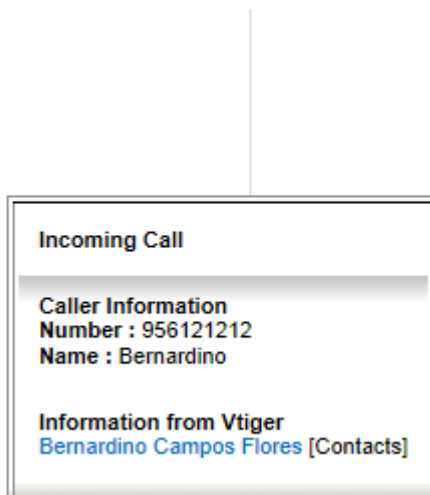 Incoming Call
Caller Information
Number : 956121212
Name : Bernardino
Information from Vtiger
Bernardino Campos Flores [Contacts]